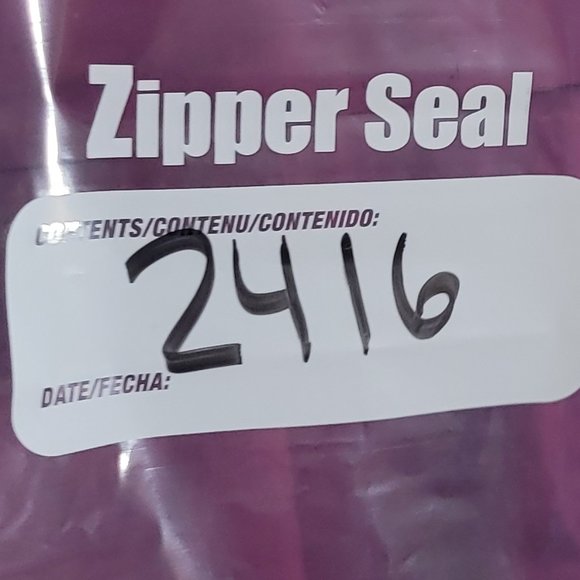 Zipper Seal
CONTENTS/CONTENU/CONTENIDO:
2416
DATE/FECHA: